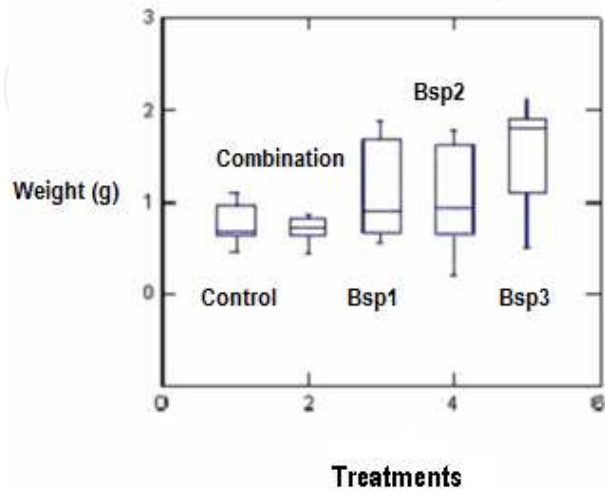 3
Bsp2
2
Combination
Weight (g)
1
Control
Bsp1
Bsp3
0
0
2
4
6
Treatments